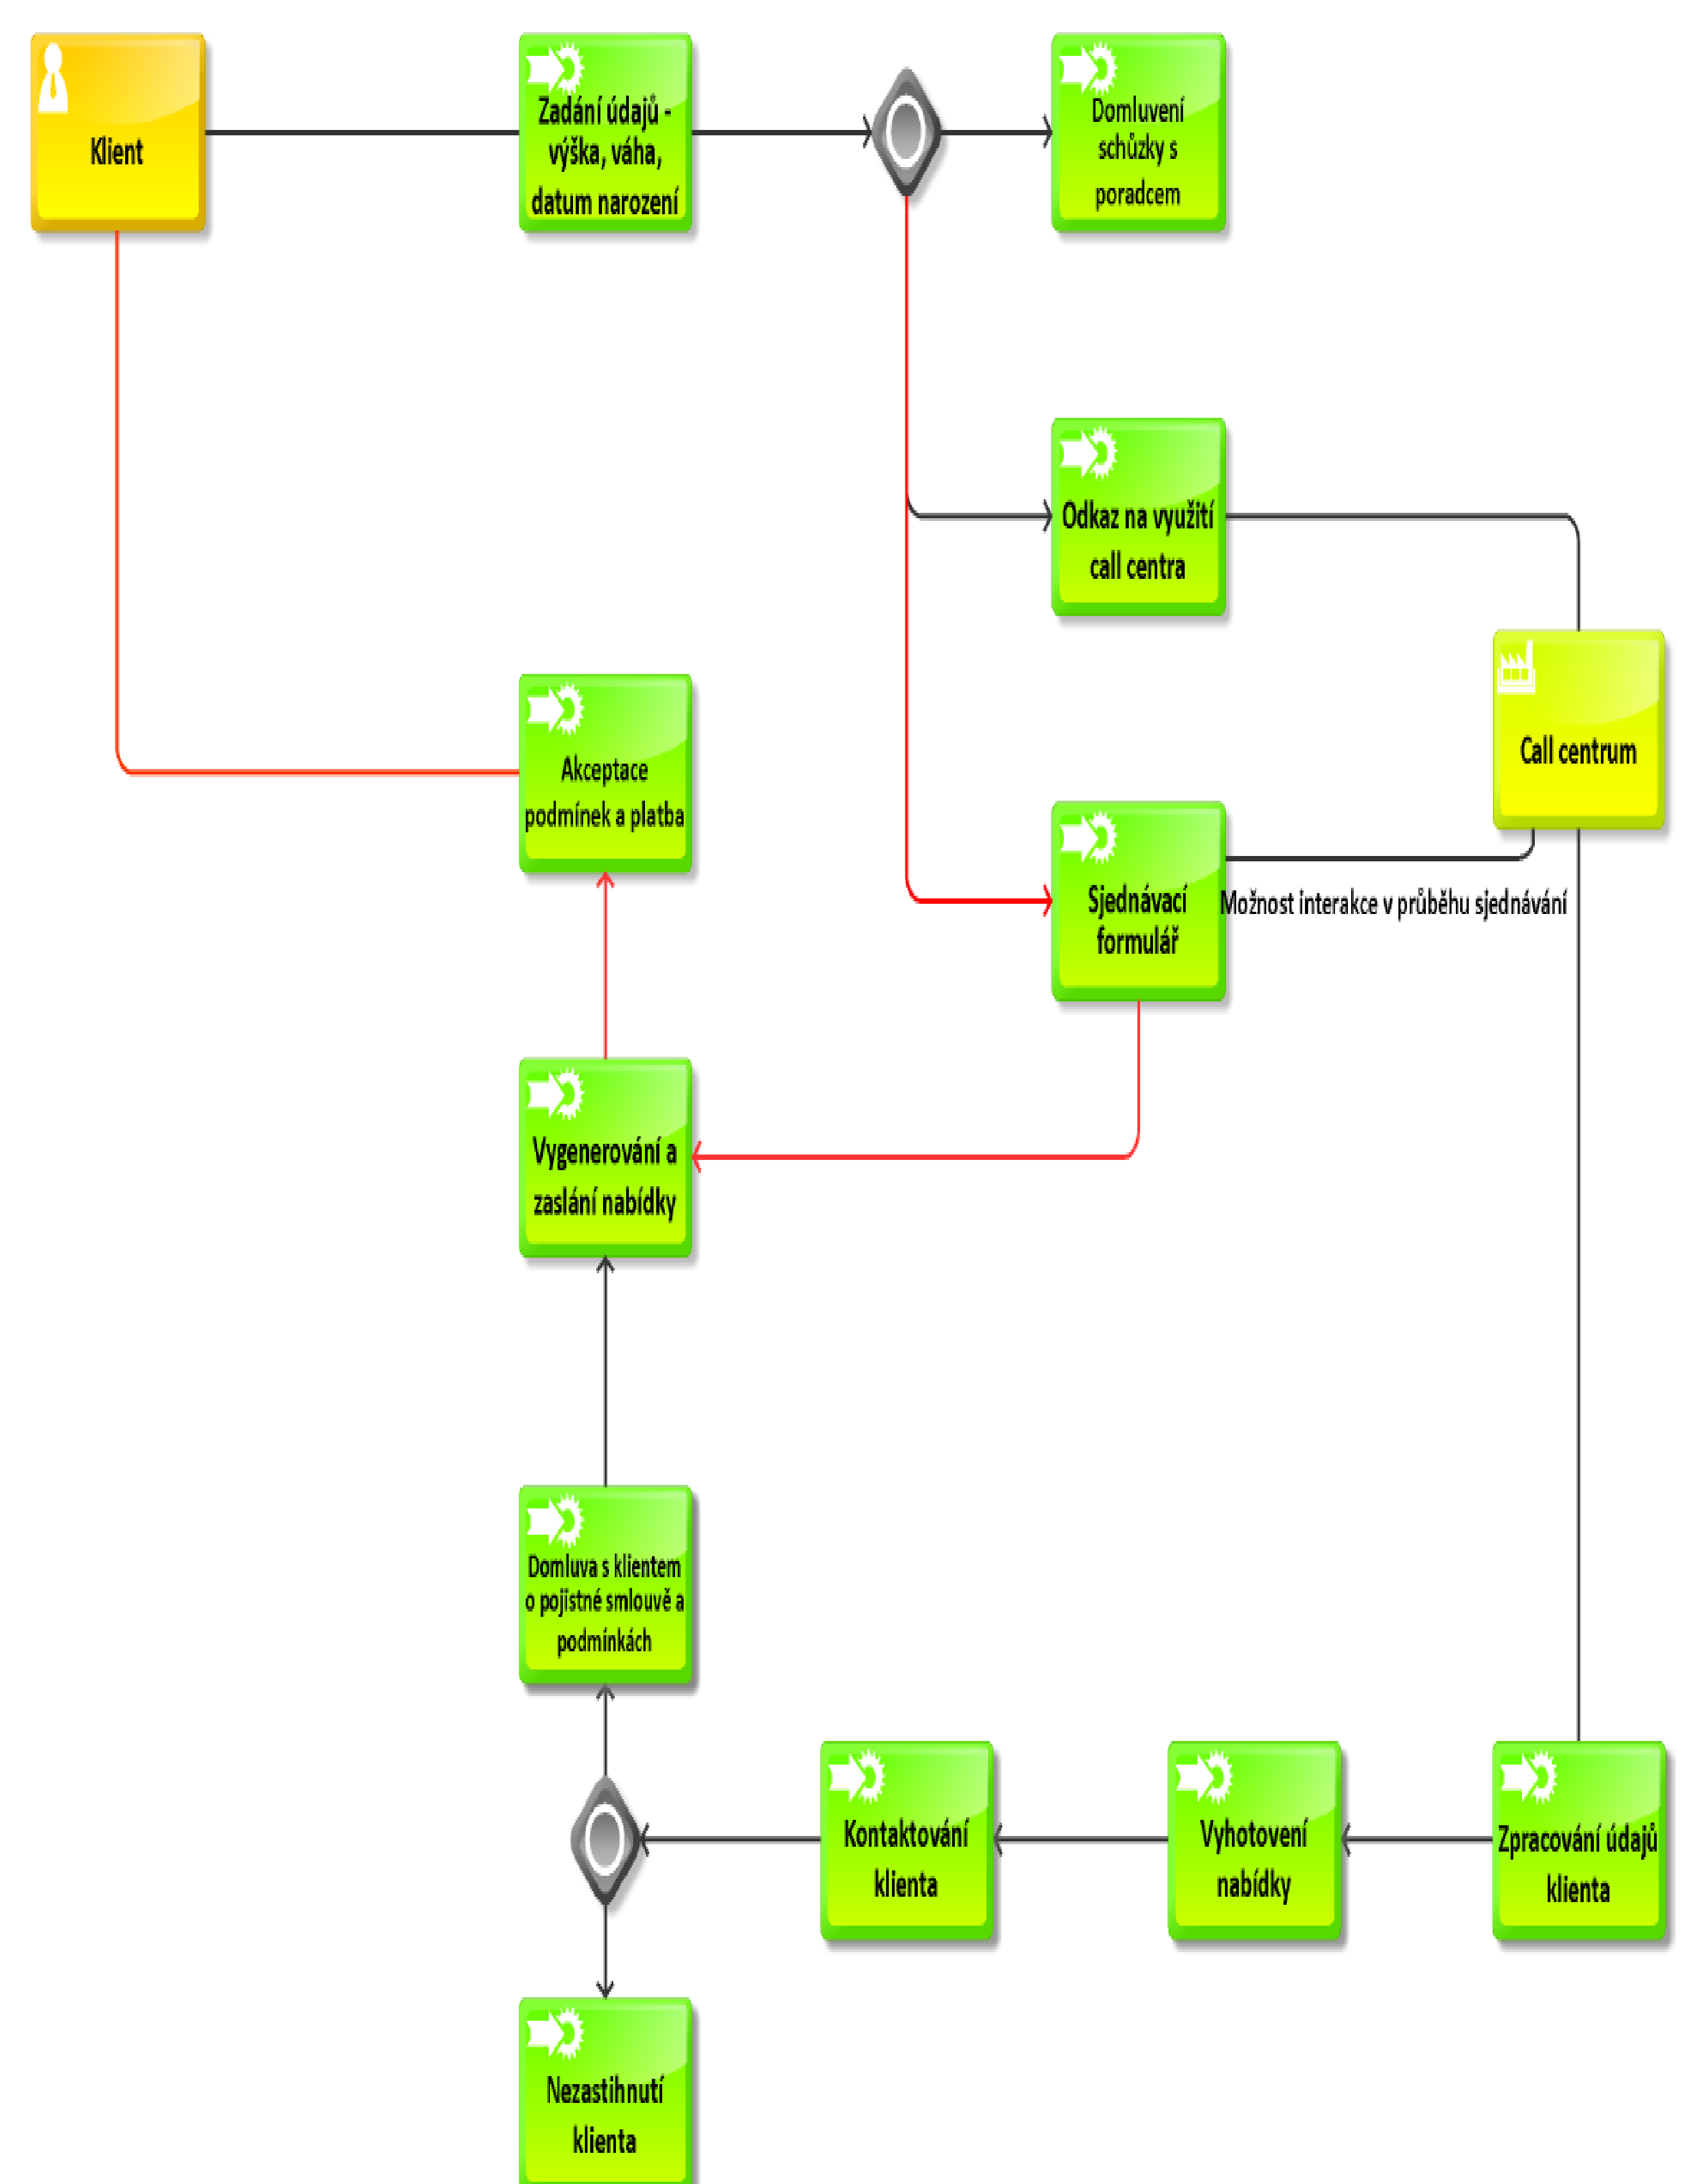 Klient
Zadání údajů -
výška, váha,
datum narození
Domluvení
schůzky s
poradcem
Odkaz na využití
call centra
Call centrum
Akceptace
podmínek a platba
Sjednávací
formulář
Možnost interakce v průběhu sjednávání
Vygenerování a
zaslání nabídky
Domluva s klientem
o pojistné smlouvě a
podmínkách
Kontaktování
klienta
Vyhotovení
nabídky
Zpracování údajů
klienta
Nezastihnutí
klienta